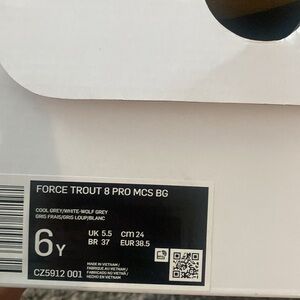 FORCE TROUT 8 PRO MCS BG
COOL GREY/WHITE-WOLF GREY
GRIS FRAIS/GRIS LOUP/BLANC
6Y
UK 5.5 cm 24
BR 37 EUR 38.5
MADE IN VIETNAM /
FABRIQUÉ AU VIETNAM /
FABRICADO NO VIETNÃ /
HECHO EN VIETNAM
CZ5912 001